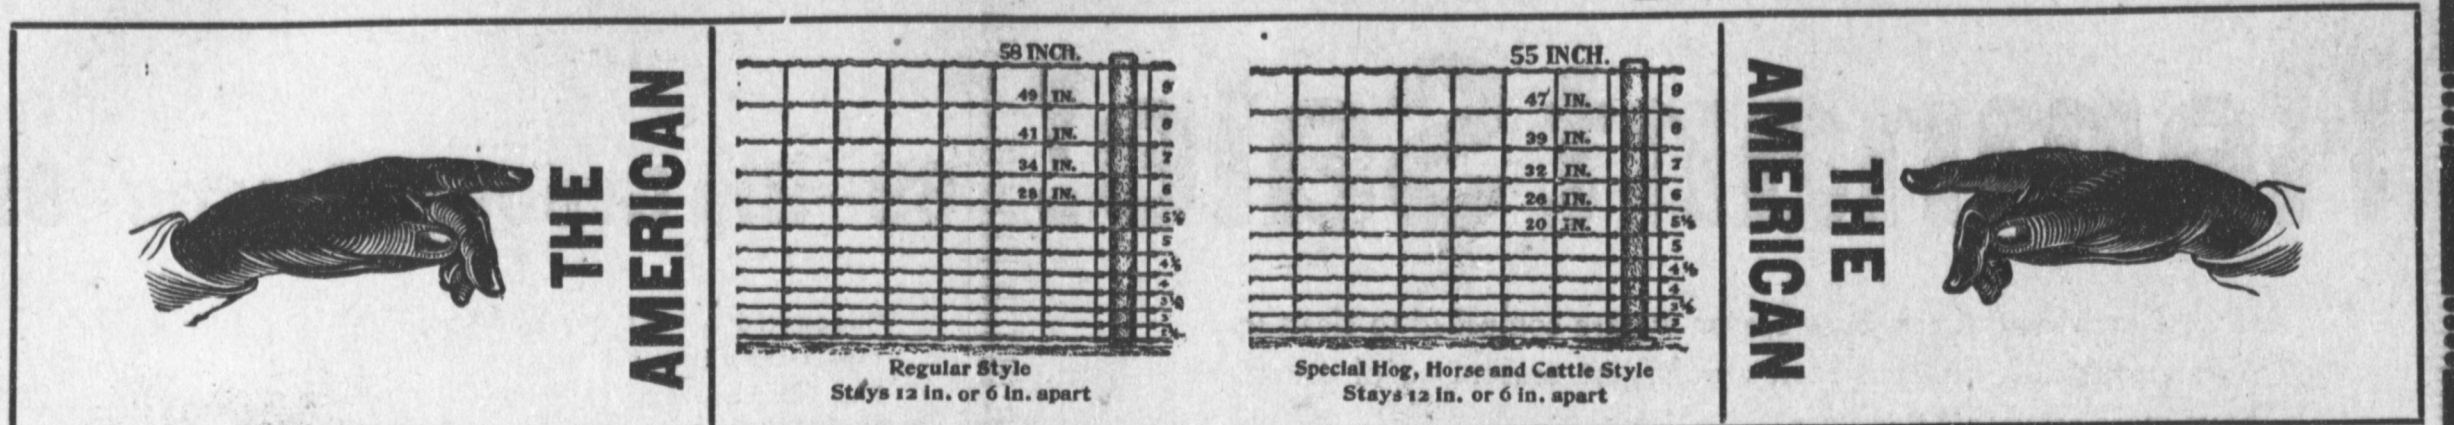 THE
AMERICAN
58 INCH.
49 IN.
41 IN.
34 IN.
28 IN.
9
8
7
6
5½
5
4½
4
3½
3
Regular Style
Stays 12 in. or 6 in. apart
55 INCH.
47 IN.
39 IN.
32 IN.
26 IN.
20 IN.
9
8
7
6
5½
5
4½
4
3½
3
Special Hog, Horse and Cattle Style
Stays 12 in. or 6 in. apart
THE
AMERICAN